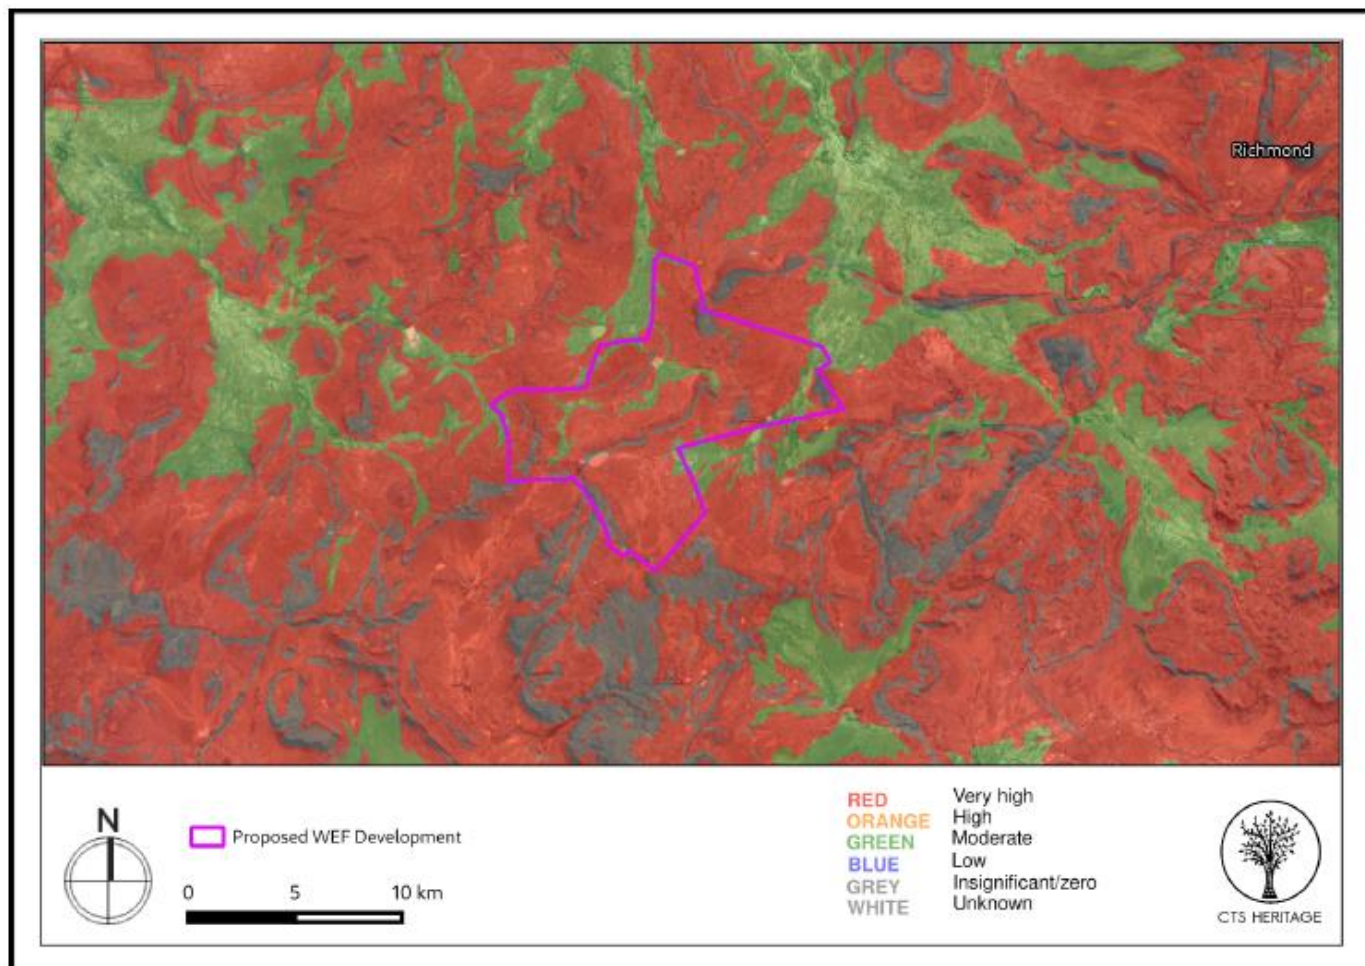 Richmond
N
Proposed WEF Development
0 5 10 km
RED Very high
ORANGE High
GREEN Moderate
BLUE Low
GREY Insignificant/zero
WHITE Unknown
CTS HERITAGE